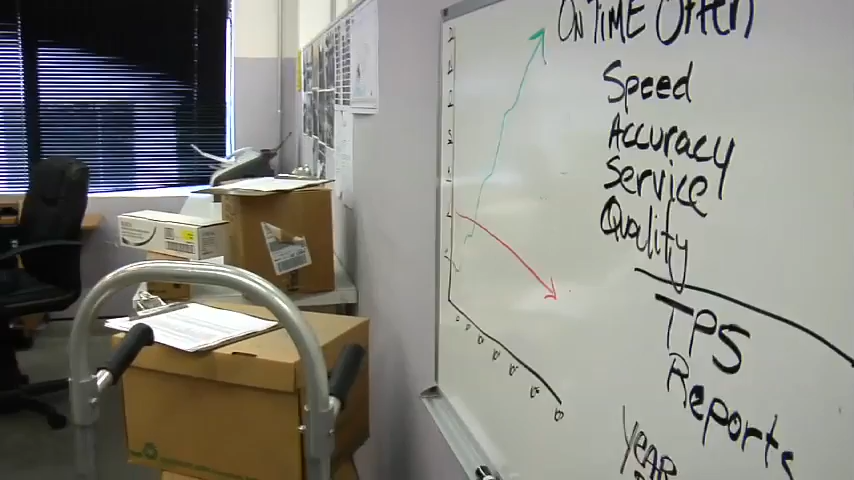 ON TIME OFten
Speed
Accuracy
Service
Quality
TPS
Reports
YEAR